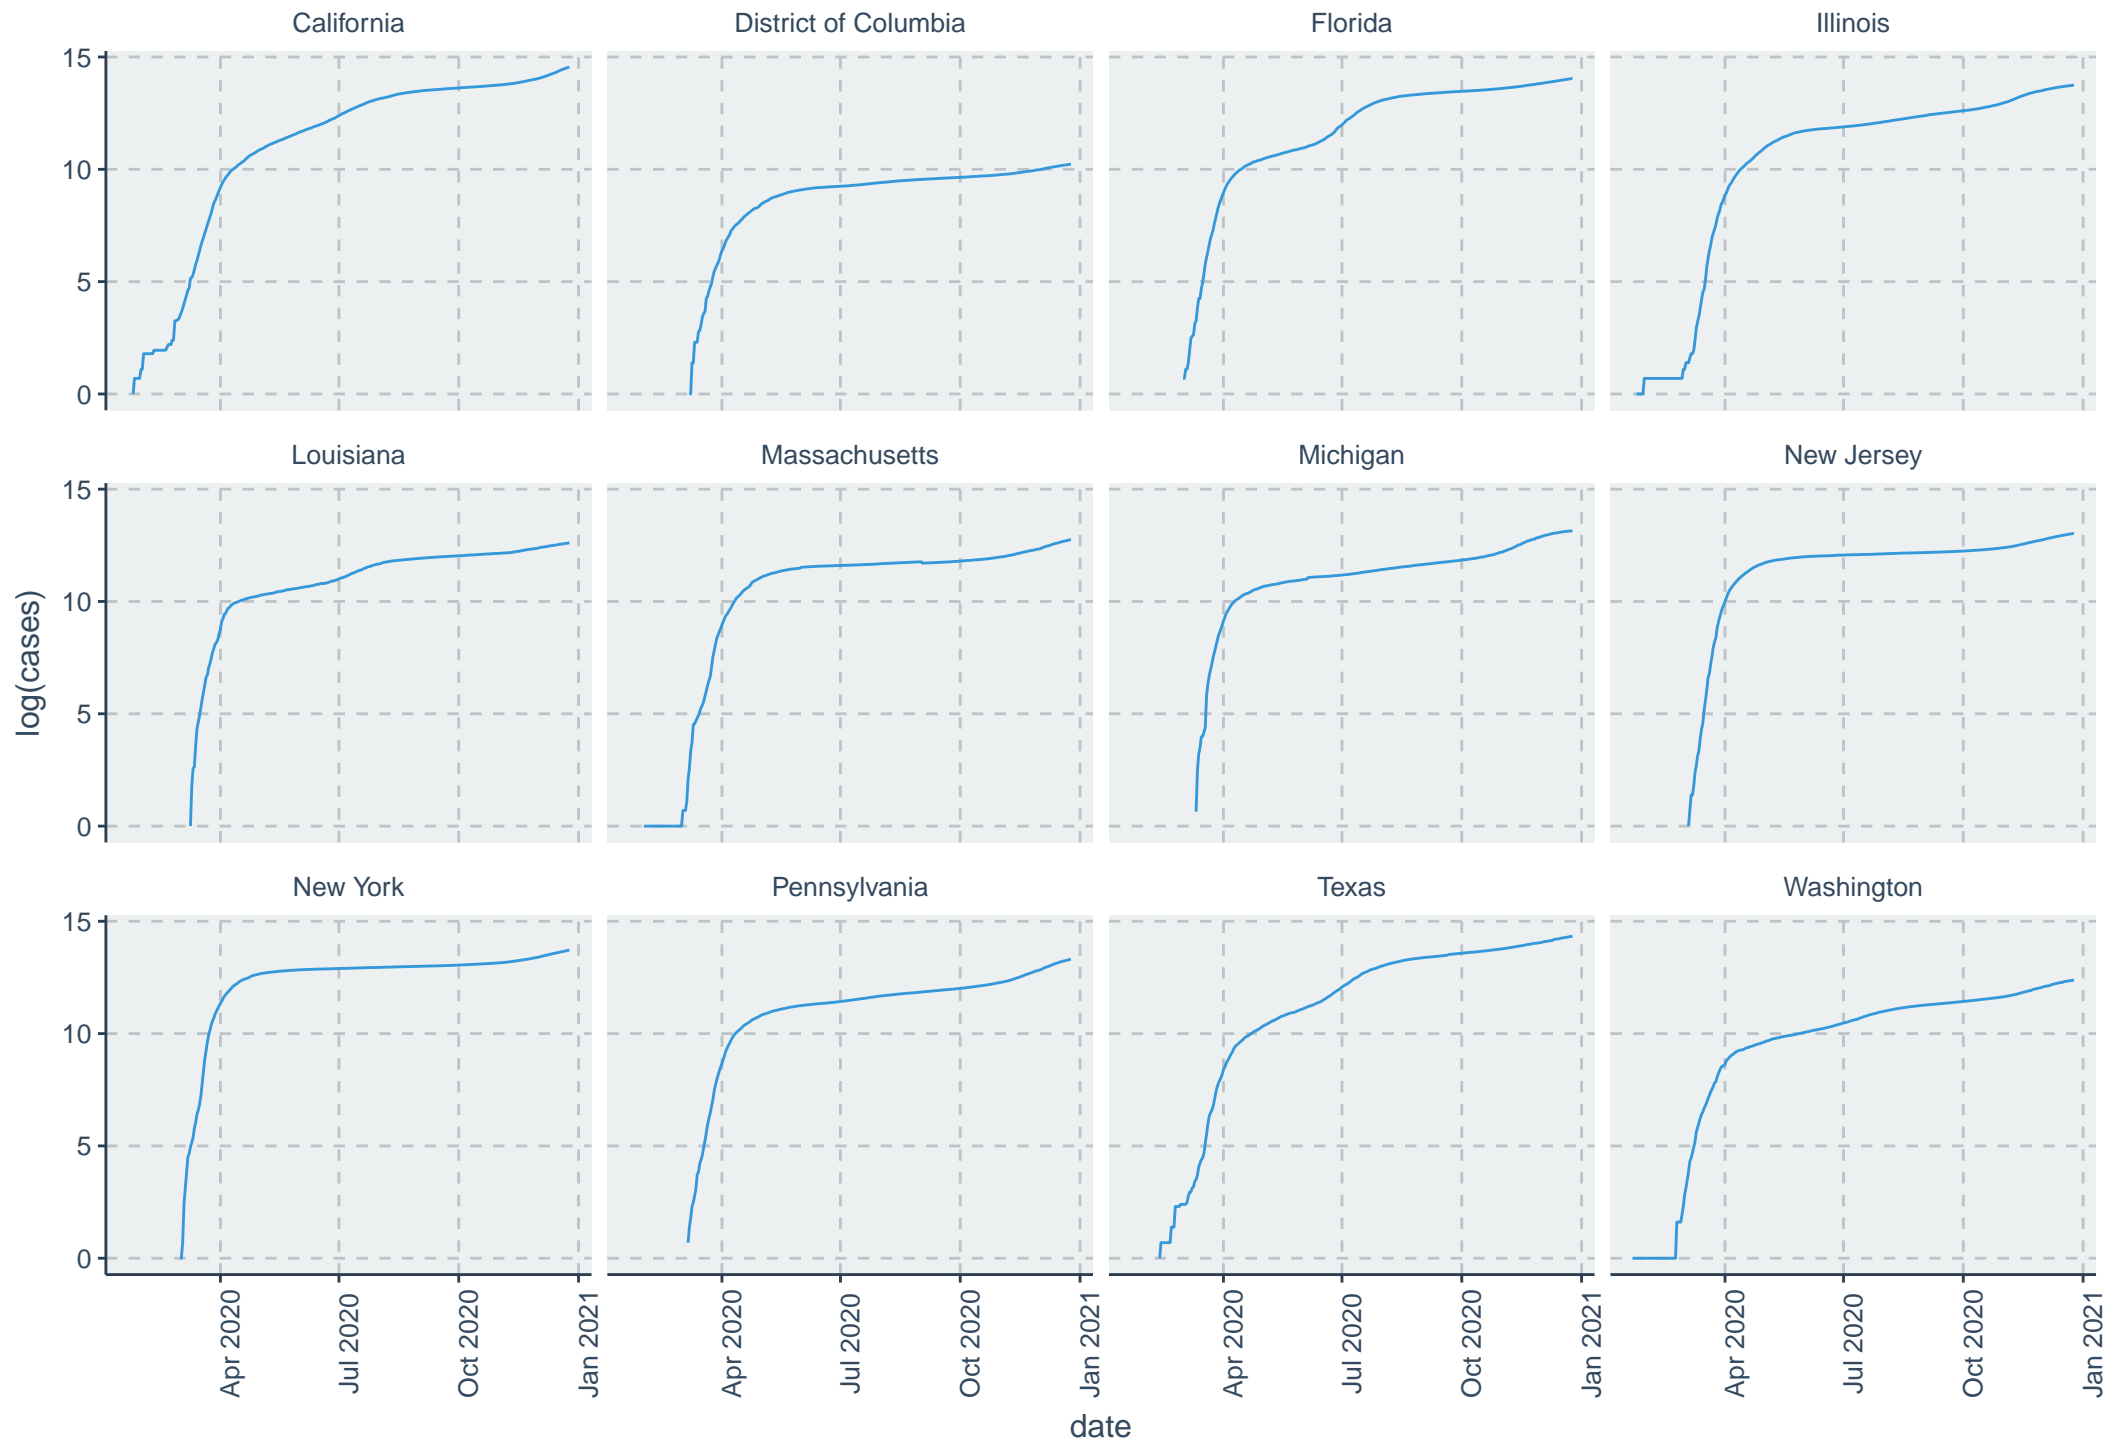 California
District of Columbia
Florida
Illinois
15
10
5
0
Louisiana
Massachusetts
Michigan
New Jersey
15
10
5
0
log(cases)
New York
Pennsylvania
Texas
Washington
15
10
5
0
Apr 2020
Jul 2020
Oct 2020
Jan 2021
Apr 2020
Jul 2020
Oct 2020
Jan 2021
Apr 2020
Jul 2020
Oct 2020
Jan 2021
Apr 2020
Jul 2020
Oct 2020
Jan 2021
date